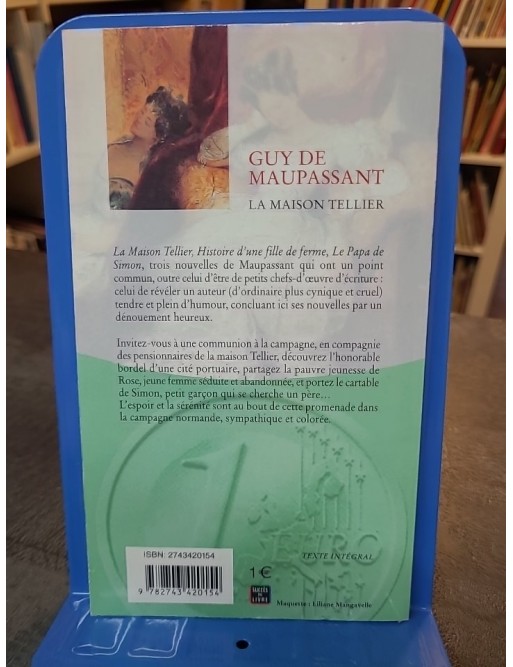 GUY DE
MAUPASSANT
LA MAISON TELLIER
La Maison Tellier, Histoire d'une fille de ferme, Le Papa de
Simon, trois nouvelles de Maupassant qui ont un point
commun, outre celui d'être de petits chefs-d'œuvre d'écriture :
celui de révéler un auteur (d'ordinaire plus cynique et cruel)
tendre et plein d'humour, concluant ici ses nouvelles par un
dénouement heureux.
Invitez-vous à une communion à la campagne, en compagnie
des pensionnaires de la maison Tellier, découvrez l'honorable
bordel d'une cité portuaire, partagez la pauvre jeunesse de
Rose, jeune femme séduite et abandonnée, et portez le cartable
de Simon, petit garçon qui se cherche un père...
L'espoir et la sérénité sont au bout de cette promenade dans
la campagne normande, sympathique et colorée.
1 EURO
TEXTE INTÉGRAL
ISBN: 2743420154
9 782743 420154
1 €
SUCCÈS DU
LIVRE
Maquette : Liliane Mangavelle